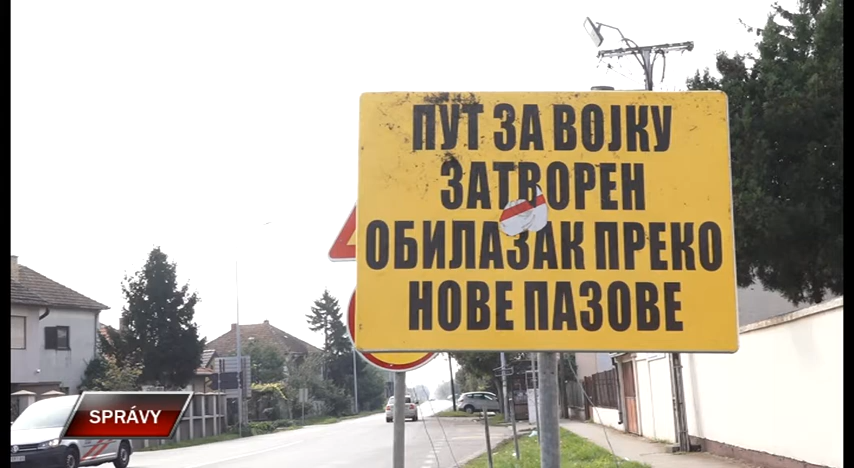 ПУТ ЗА ВОЈКУ
ЗАТВОРЕН
ОБИЛАЗАК ПРЕКО
НОВЕ ПАЗОВЕ
SPRÁVY